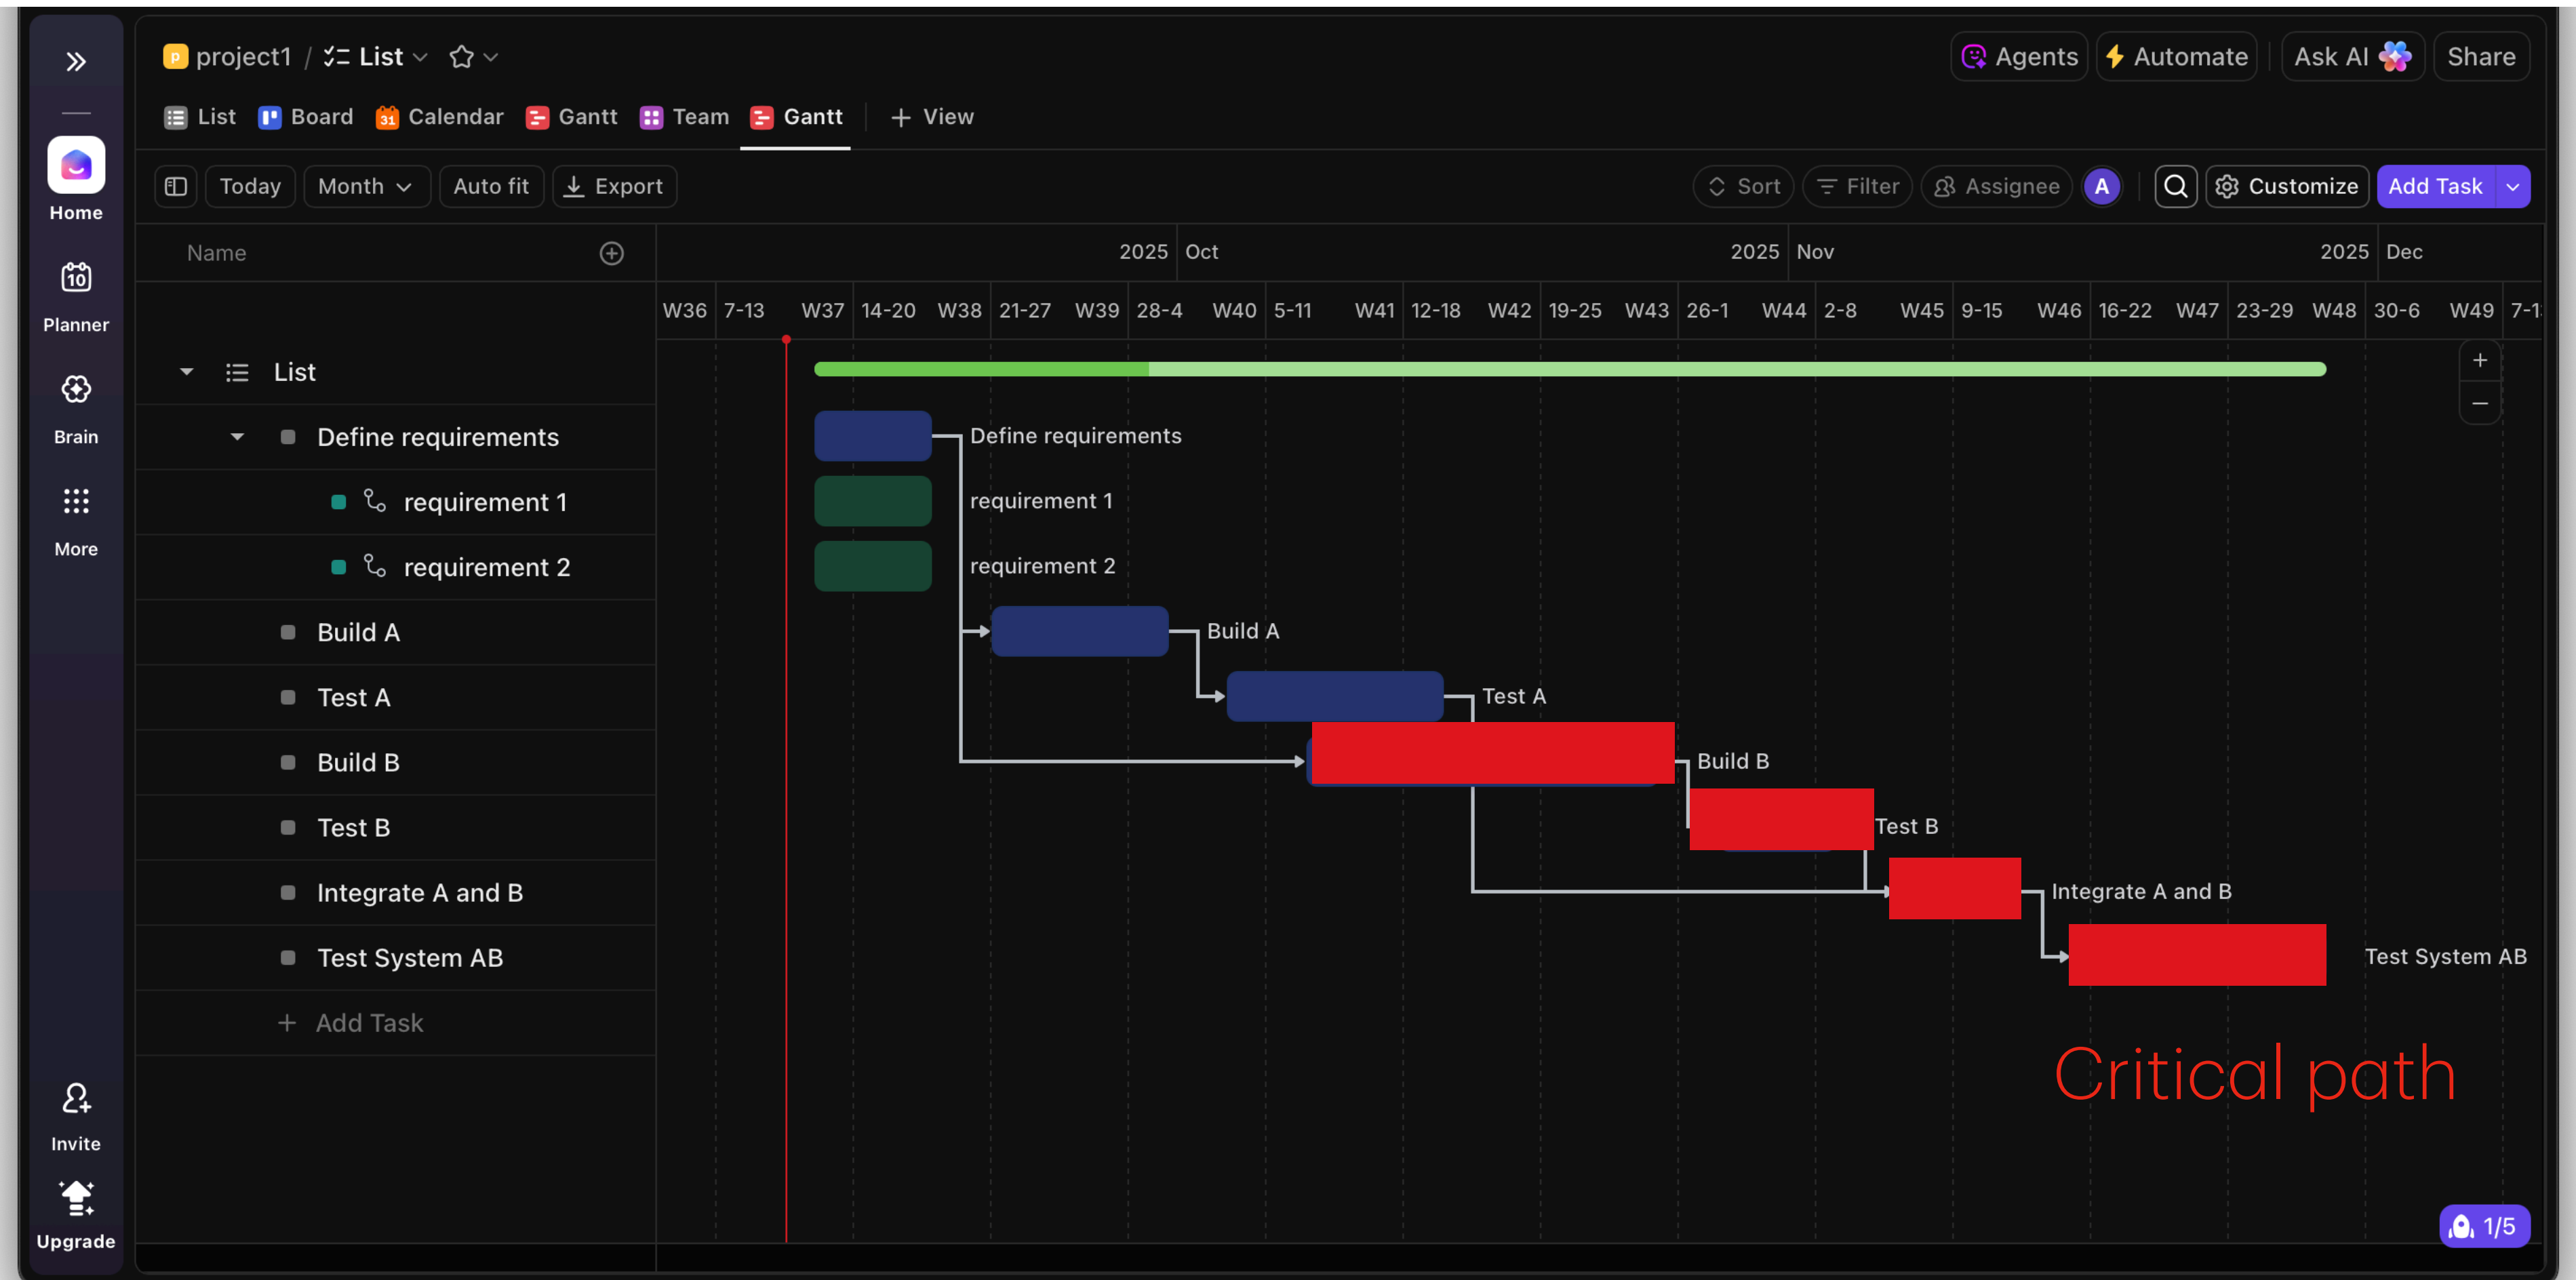 project1 / List
Agents Automate Ask AI Share
List Board 31 Calendar Gantt Team Gantt + View
Today Month Auto fit Export Sort Filter Assignee A Customize Add Task
Home
Name
2025 Oct 2025 Nov 2025 Dec
10
Planner
W36 7-13 W37 14-20 W38 21-27 W39 28-4 W40 5-11 W41 12-18 W42 19-25 W43 26-1 W44 2-8 W45 9-15 W46 16-22 W47 23-29 W48 30-6 W49
List
Brain
Define requirements Define requirements
requirement 1 requirement 1
More
requirement 2 requirement 2
Build A Build A
Test A Test A
Build B Build B
Test B Test B
Integrate A and B Integrate A and B
Test System AB Test System AB
+ Add Task
Critical path
Invite
Upgrade
1/5